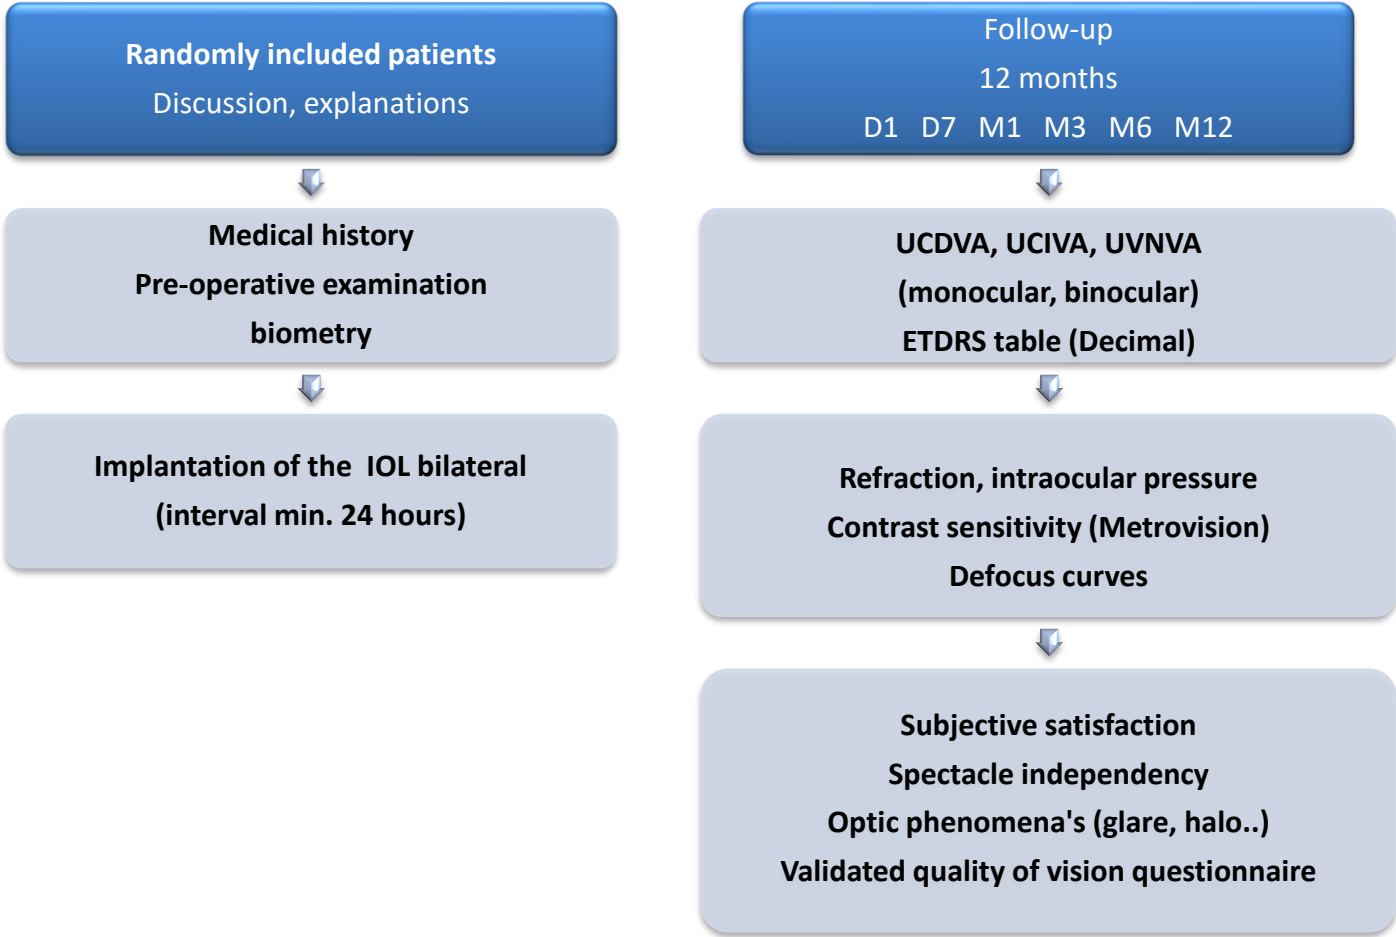 Randomly included patients
Discussion, explanations
Medical history
Pre-operative examination
biometry
Implantation of the IOL bilateral
(interval min. 24 hours)
Follow-up
12 months
D1 D7 M1 M3 M6 M12
UCDVA, UCIVA, UVNVA
(monocular, binocular)
ETDRS table (Decimal)
Refraction, intraocular pressure
Contrast sensitivity (Metrovision)
Defocus curves
Subjective satisfaction
Spectacle independency
Optic phenomena's (glare, halo..)
Validated quality of vision questionnaire